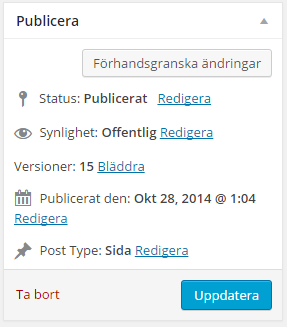 Publicera
Förhandsgranska ändringar
Status: Publicerat Redigera
Synlighet: Offentlig Redigera
Versioner: 15 Bläddra
Publicerat den: Okt 28, 2014 @ 1:04
Redigera
Post Type: Sida Redigera
Ta bort
Uppdatera